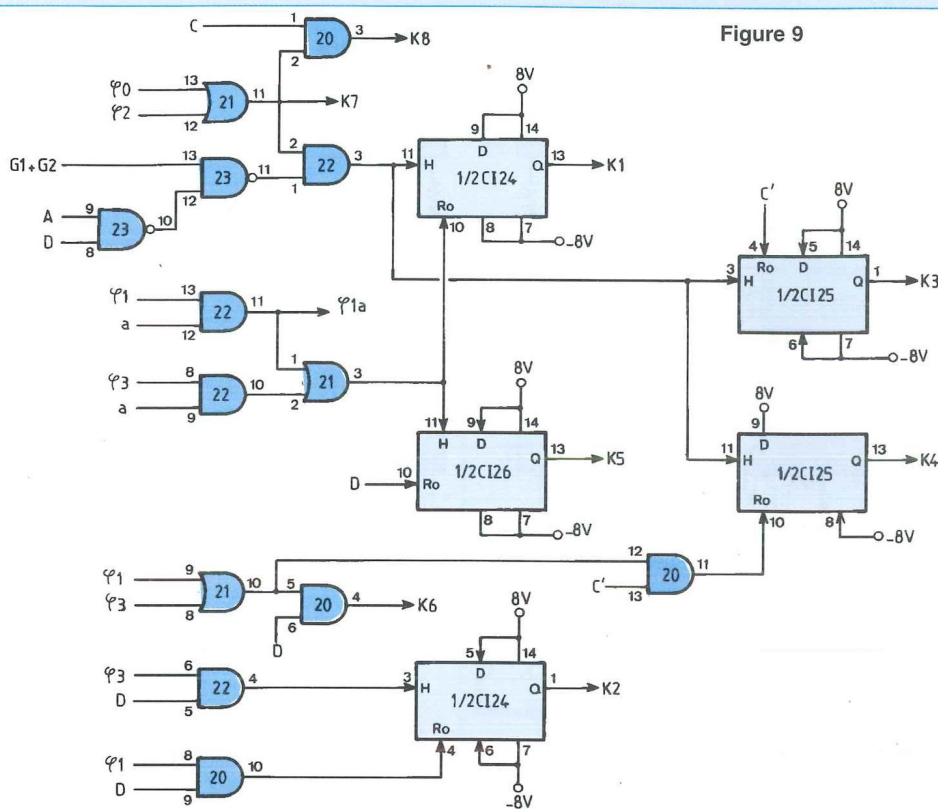 Figure 9
C 1 2 20 3 K8
φ0 13 φ2 12 21 11 K7
G1+G2 13 12 23 11
A 9 D 8 23 10
2 1 22 3
8V
9 14
D
11 H 1/2CI24 Q 13 K1
Ro
10 8 7
-8V
C' 8V
4 5 14
Ro D
3 H 1/2CI25 Q 1 K3
6 7
-8V
φ1 13 a 12 22 11 φ1a
φ3 8 a 9 22 10
1 2 21 3
8V
11 9 14
H D
Q 13 K5
D 10 Ro 1/2CI26
8 7
-8V
8V
9
D
11 H Q 13 K4
1/2CI25
Ro
10 8
-8V
φ1 9 φ3 8 21 10
5 6 20 4 K6
D
12 C' 13 20 11
φ3 6 D 5 22 4
8V
5 14
D
3 H Q 1 K2
1/2CI24
Ro
4 6 7
-8V
φ1 8 D 9 20 10